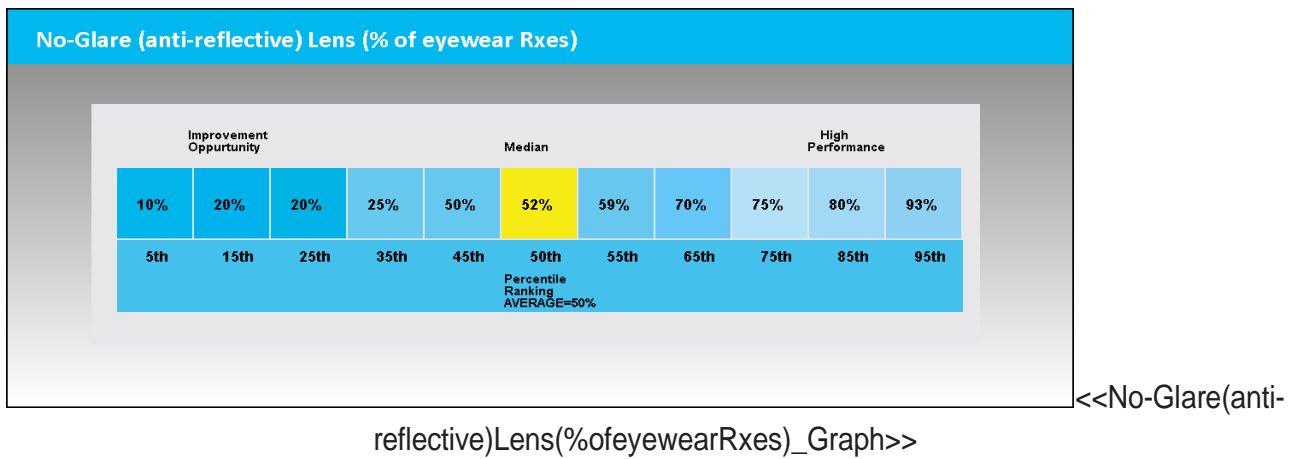 No-Glare (anti-reflective) Lens (% of eyewear Rxes)
Improvement
Oppurtunity
Median
High
Performance
10% 20% 20% 25% 50% 52% 59% 70% 75% 80% 93%
5th 15th 25th 35th 45th 50th 55th 65th 75th 85th 95th
Percentile
Ranking
AVERAGE=50%
<<No-Glare(anti-
reflective)Lens(%ofeyewearRxes)_Graph>>